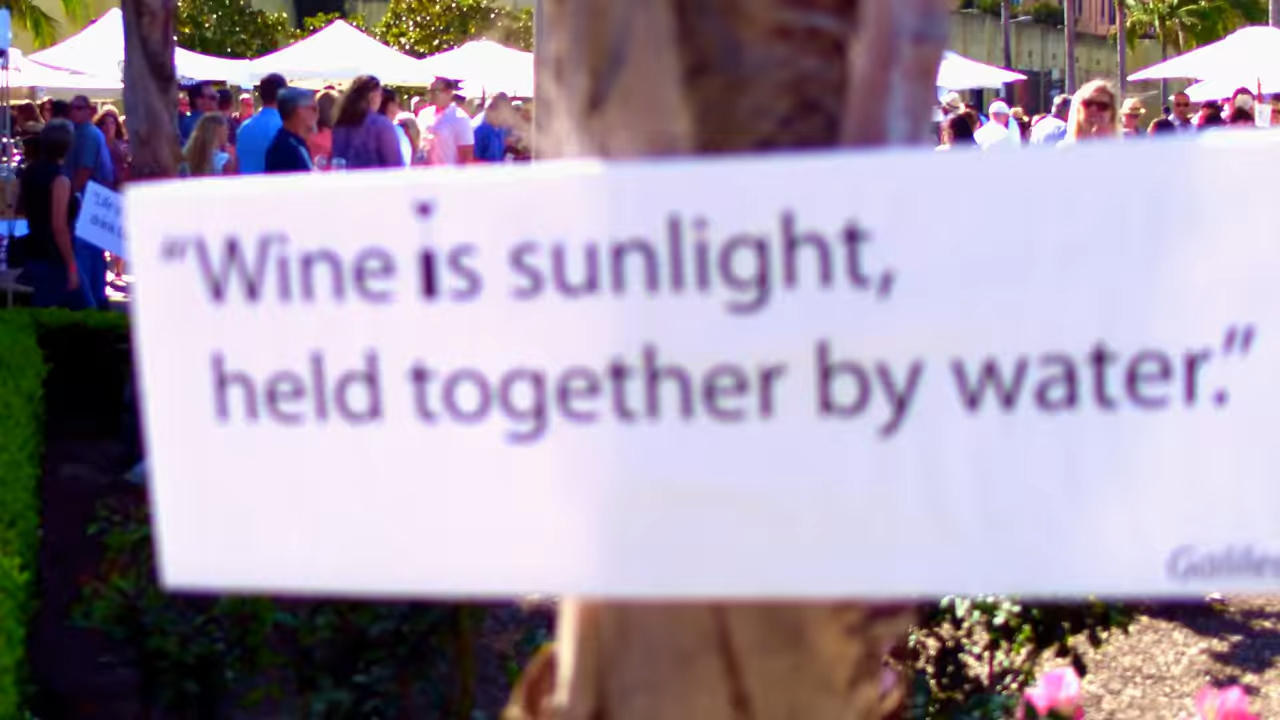 “Wine is sunlight,
held together by water.”